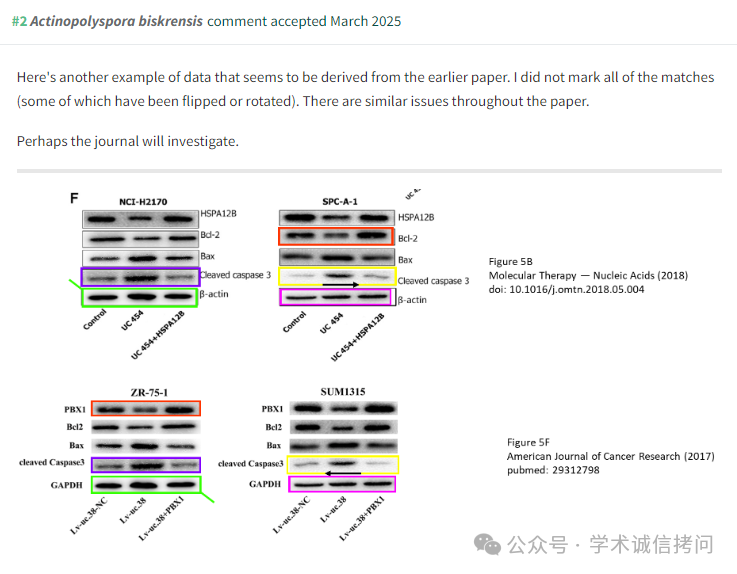 #2 Actinopolyspora biskrensis comment accepted March 2025
Here's another example of data that seems to be derived from the earlier paper. I did not mark all of the matches
(some of which have been flipped or rotated). There are similar issues throughout the paper.
Perhaps the journal will investigate.
F
NCI-H2170
HSPA12B
Bcl-2
Bax
Cleaved caspase 3
β-actin
Control
UC 454
UC 454+HSPA12B
SPC-A-1
HSPA12B
Bcl-2
Bax
Cleaved caspase 3
β-actin
Control
UC 454
UC 454+HSPA12B
Figure 5B
Molecular Therapy — Nucleic Acids (2018)
doi: 10.1016/j.omtn.2018.05.004
ZR-75-1
PBX1
Bcl2
Bax
cleaved Caspase3
GAPDH
Lv-uc.38-NC
Lv-uc.38
Lv-uc.38+PBX1
SUM1315
PBX1
Bcl2
Bax
cleaved Caspase3
GAPDH
Lv-uc.38-NC
Lv-uc.38
Lv-uc.38+PBX1
Figure 5F
American Journal of Cancer Research (2017)
pubmed: 29312798
公众号 · 学术诚信拷问